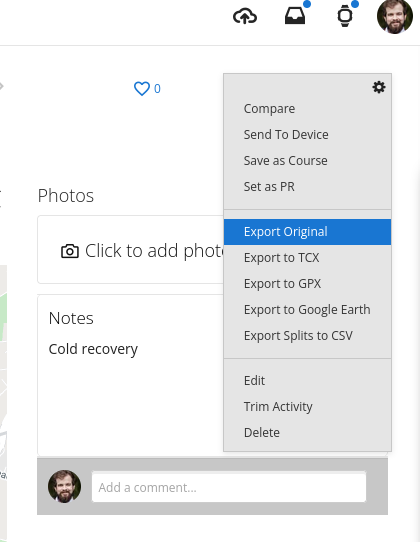 0
Compare
Send To Device
Save as Course
Set as PR
Photos
Export Original
Click to add photo
Export to TCX
Export to GPX
Export to Google Earth
Notes
Export Splits to CSV
Cold recovery
Edit
Trim Activity
Delete
Add a comment...